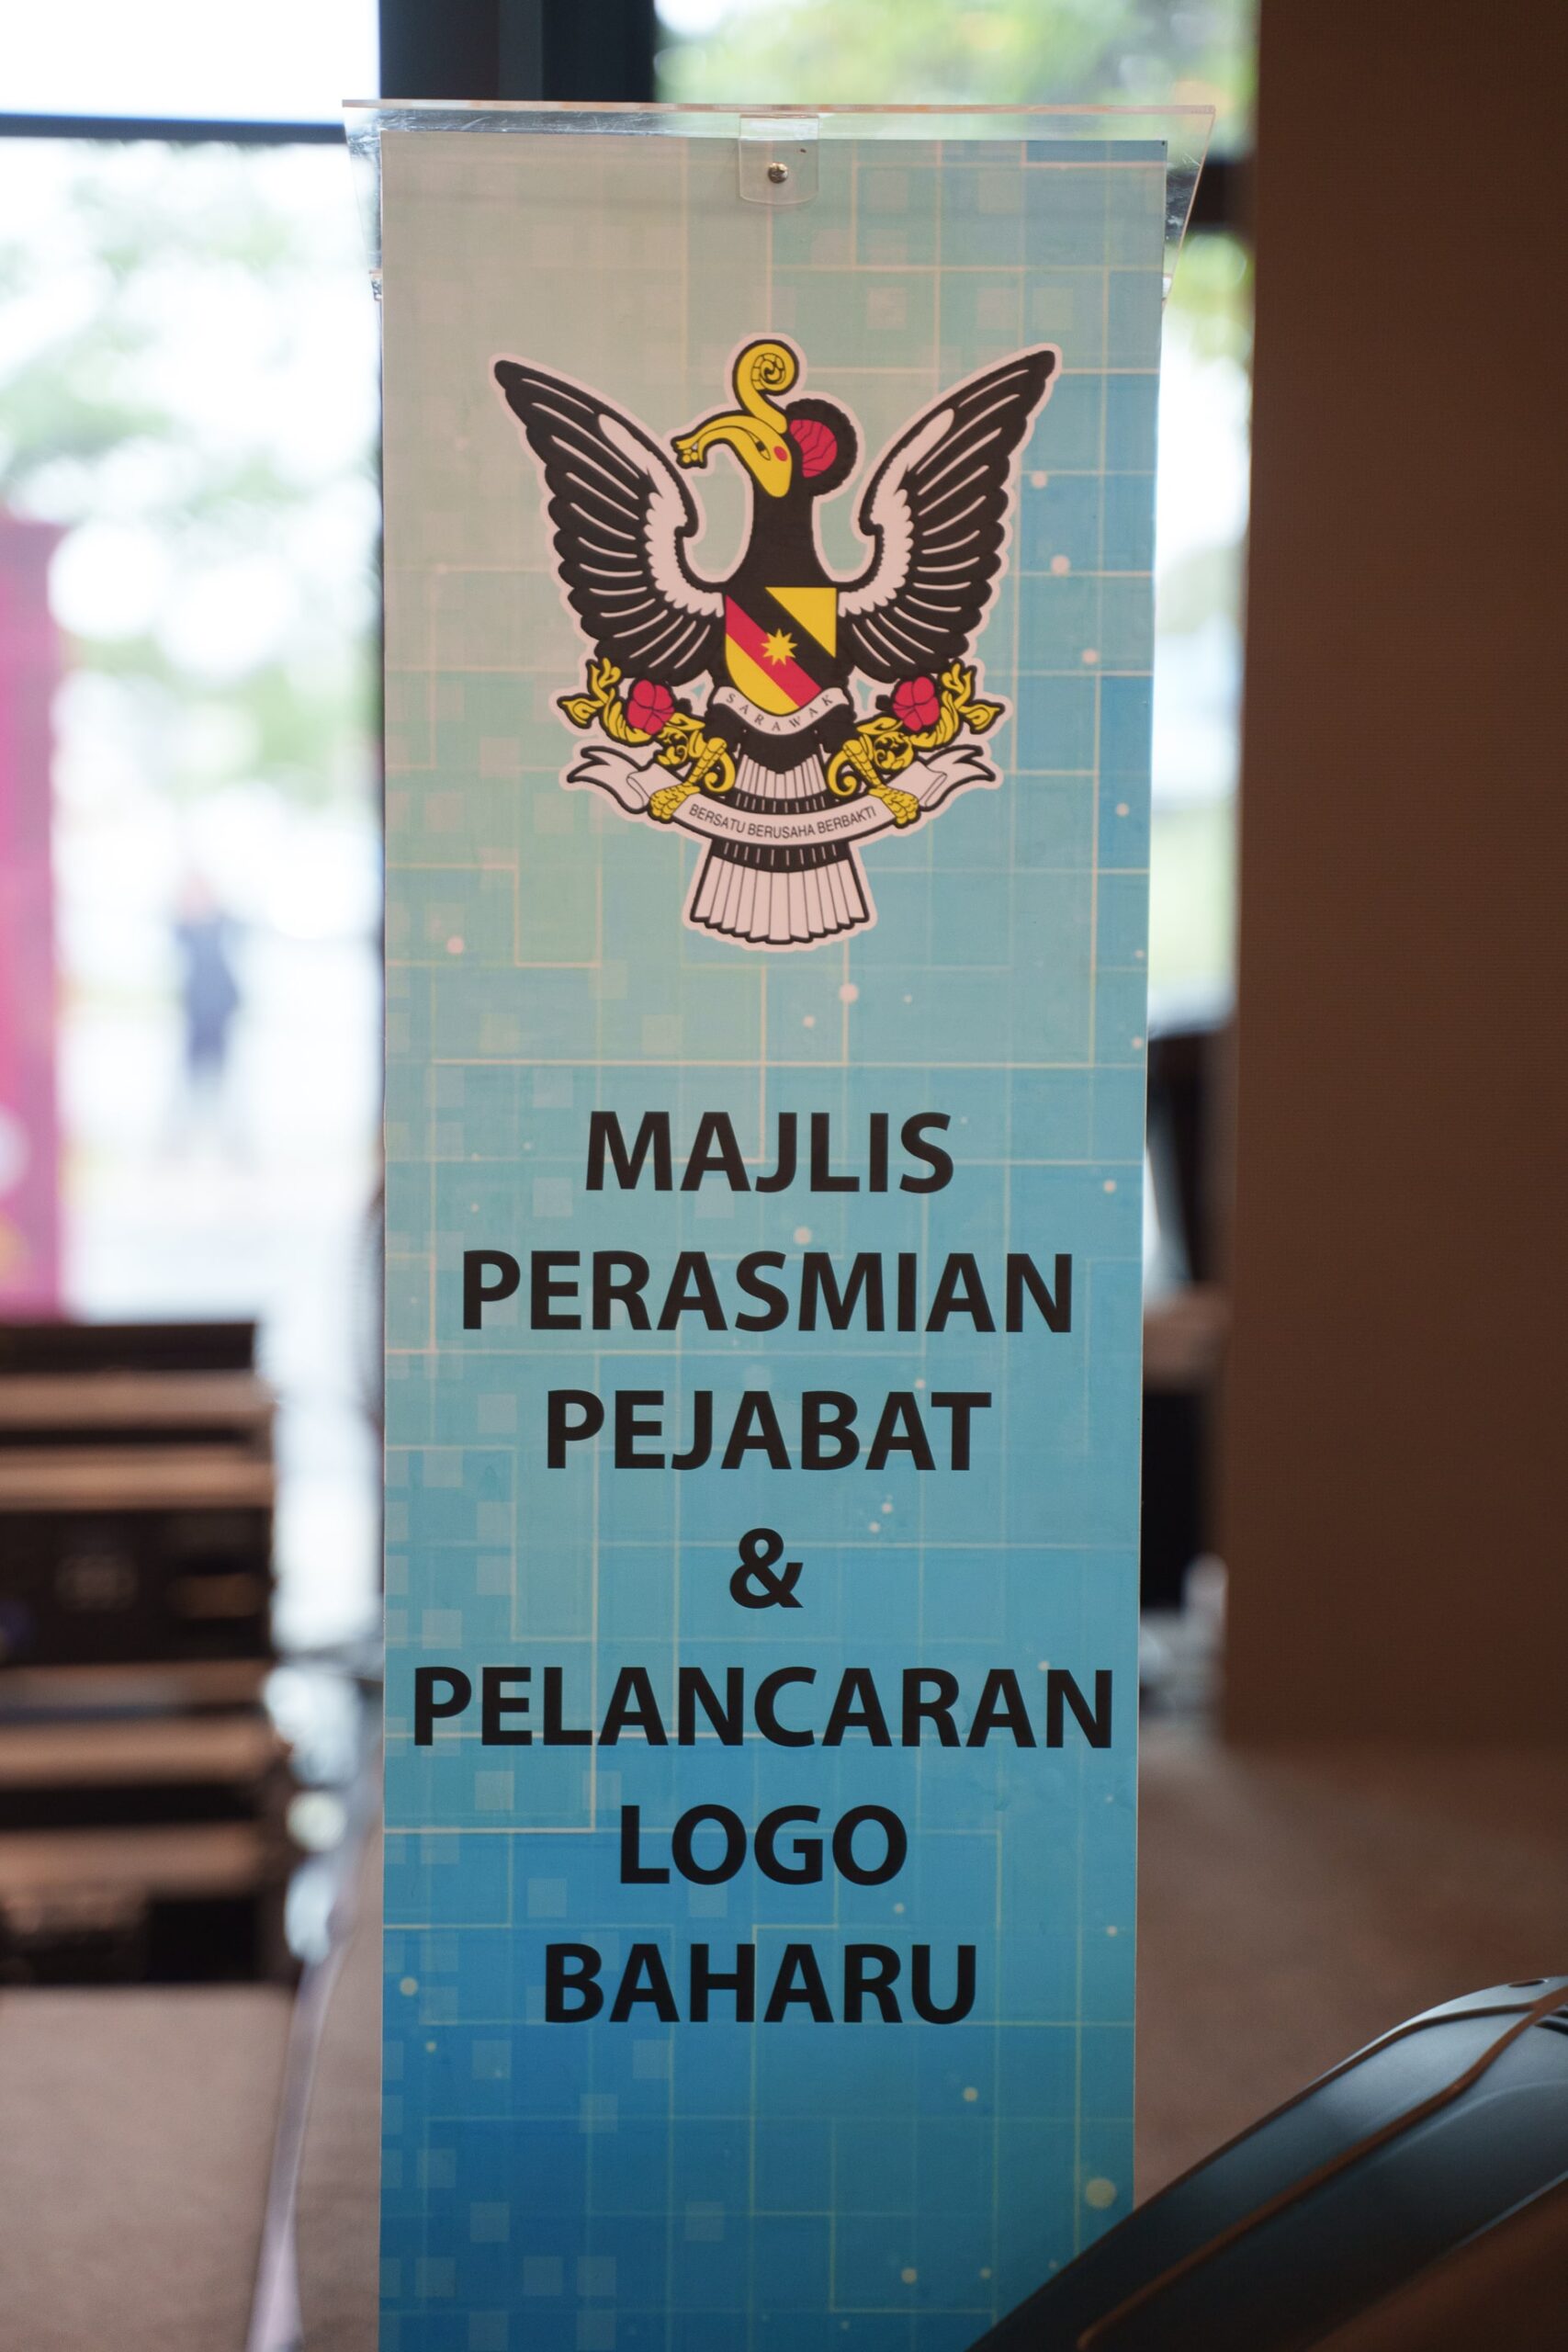 SARAWAK
BERSATU BERUSAHA BERBAKTI
MAJLIS
PERASMIAN
PEJABAT
&
PELANCARAN
LOGO
BAHARU